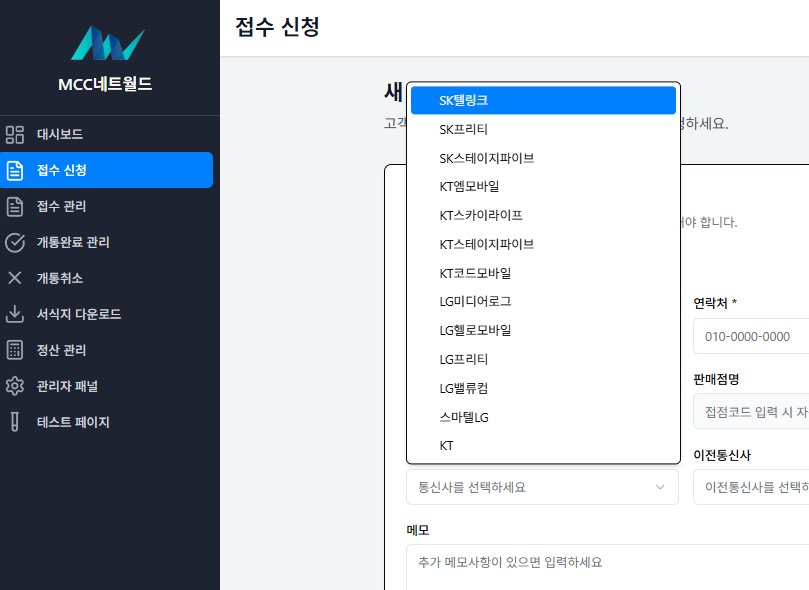 MCC네트월드
대시보드
접수 신청
접수 관리
개통완료 관리
개통취소
서식지 다운로드
정산 관리
관리자 패널
테스트 페이지
접수 신청
새
고객
하세요.
야 합니다.
SK텔링크
SK프리티
SK스테이지파이브
KT엠모바일
KT스카이라이프
KT스테이지파이브
KT코드모바일
LG미디어로그
LG헬로모바일
LG프리티
LG밸류컴
스마텔LG
KT
연락처 *
010-0000-0000
판매점명
접점코드 입력 시 자
이전통신사
통신사를 선택하세요
이전통신사를 선택하
메모
추가 메모사항이 있으면 입력하세요